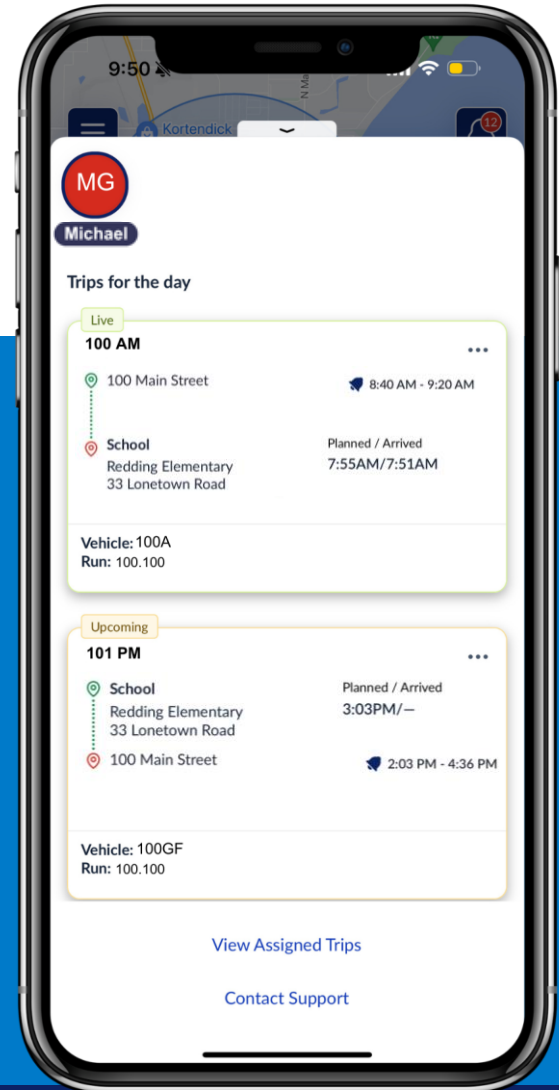 9:50
N Ma
Kortendick
12
MG
Michael
Trips for the day
Live
100 AM
100 Main Street
8:40 AM - 9:20 AM
School
Redding Elementary
33 Lonetown Road
Planned / Arrived
7:55AM/7:51AM
Vehicle: 100A
Run: 100.100
Upcoming
101 PM
School
Redding Elementary
33 Lonetown Road
Planned / Arrived
3:03PM/—
100 Main Street
2:03 PM - 4:36 PM
Vehicle: 100GF
Run: 100.100
View Assigned Trips
Contact Support